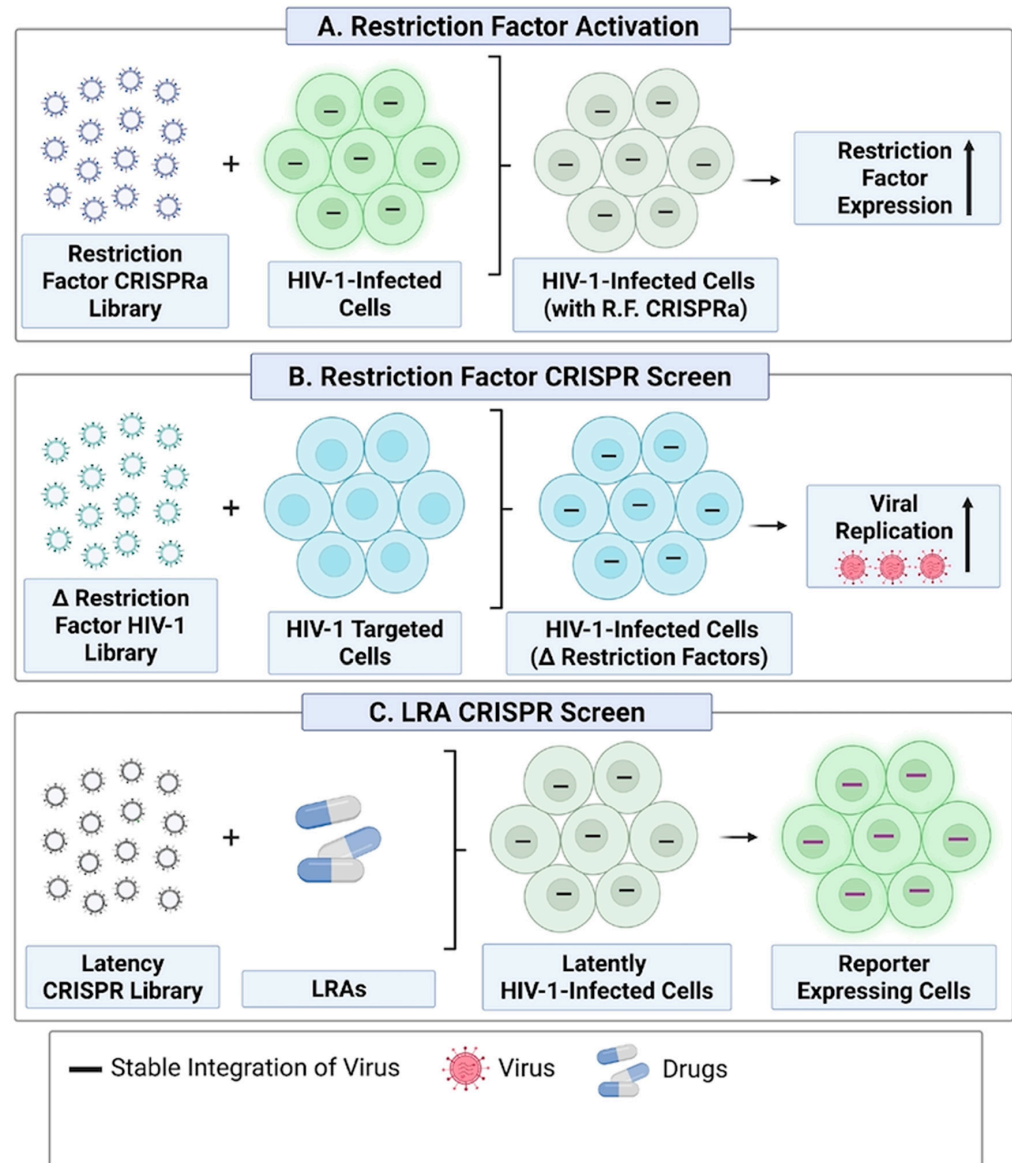 A. Restriction Factor Activation
+
Restriction
Factor CRISPRa
Library
HIV-1-Infected
Cells
HIV-1-Infected Cells
(with R.F. CRISPRa)
Restriction
Factor
Expression
B. Restriction Factor CRISPR Screen
+
Δ Restriction
Factor HIV-1
Library
HIV-1 Targeted
Cells
HIV-1-Infected Cells
(Δ Restriction Factors)
Viral
Replication
C. LRA CRISPR Screen
+
Latency
CRISPR Library
LRAs
Latently
HIV-1-Infected Cells
Reporter
Expressing Cells
Stable Integration of Virus
Virus
Drugs